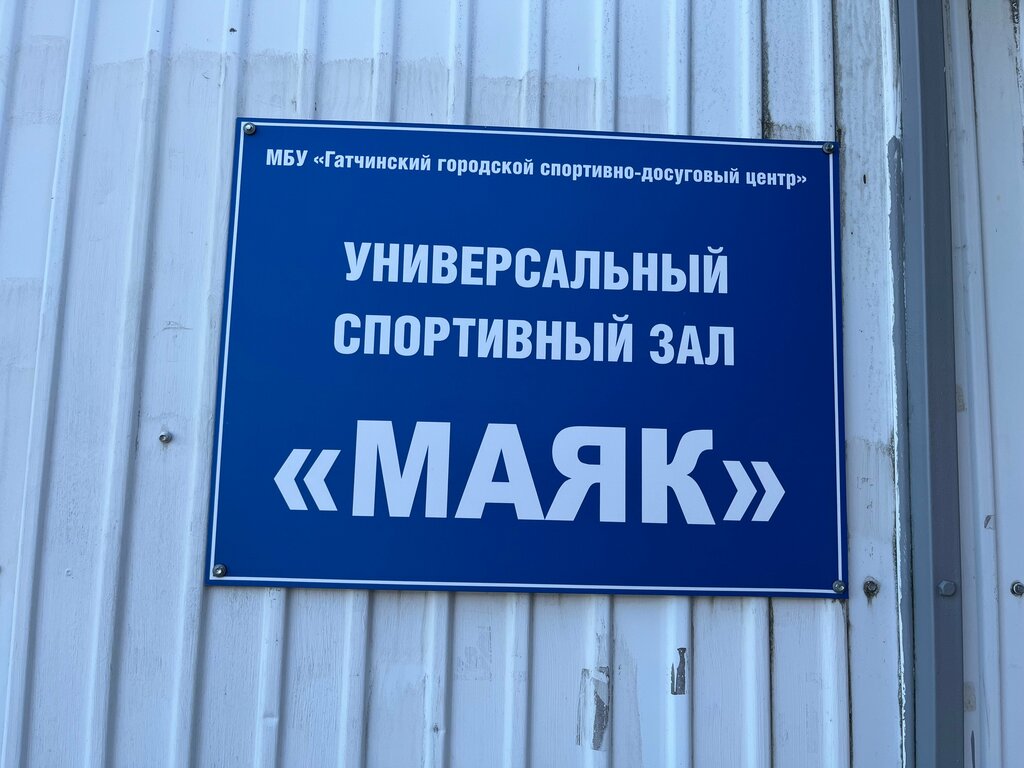 МБУ «Гатчинский городской спортивно-досуговый центр»
УНИВЕРСАЛЬНЫЙ
СПОРТИВНЫЙ ЗАЛ
«МАЯК»